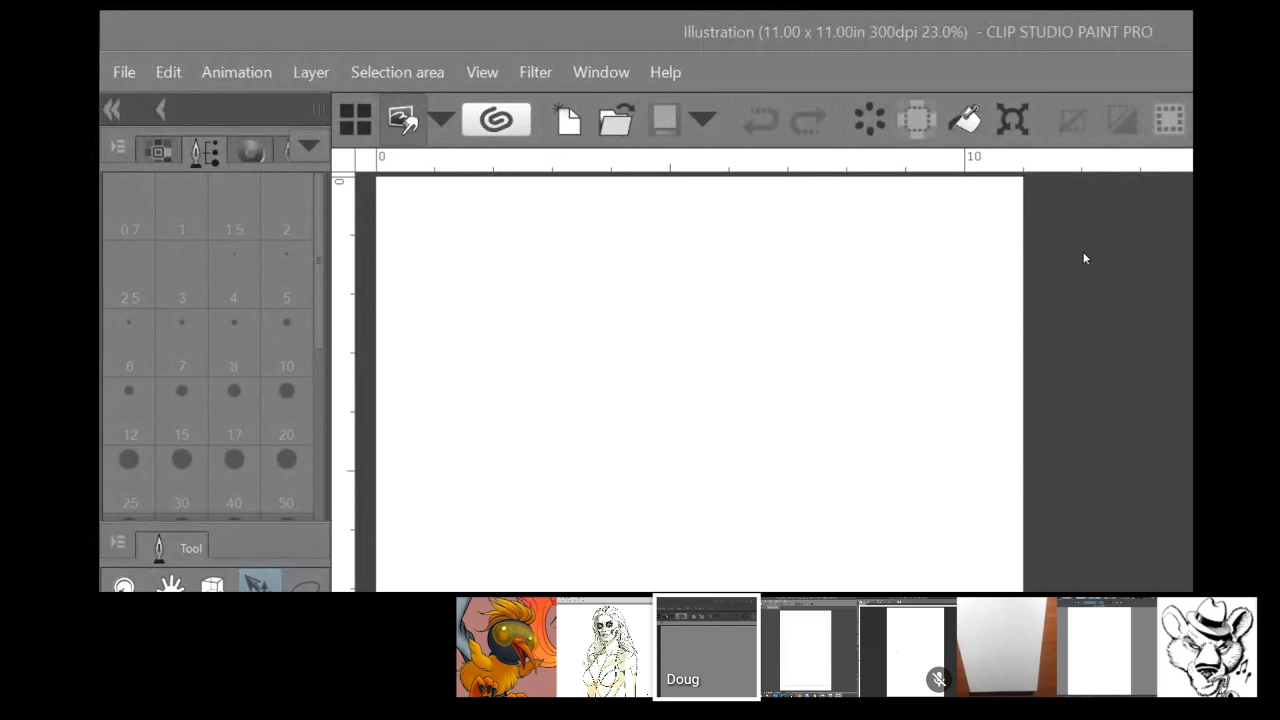 Illustration (11.00 x 11.00in 300dpi 23.0%) - CLIP STUDIO PAINT PRO
File Edit Animation Layer Selection area View Filter Window Help
0 10
0
0.7 1 1.5 2
2.5 3 4 5
6 7 8 10
12 15 17 20
25 30 40 50
Tool
Doug